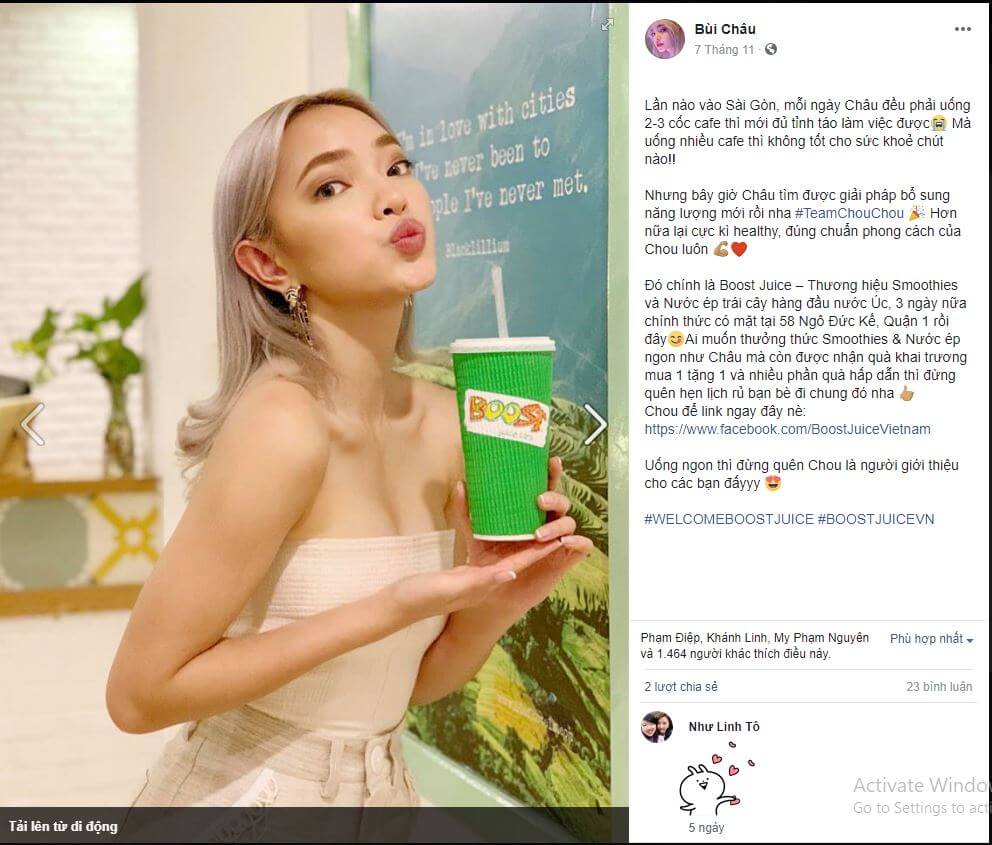 I'm in love with cities
I've never been to
people I've never met.
Blacklillium
BOOST
juice bars
Tải lên từ di động
Bùi Châu
7 Tháng 11 ·
Lần nào vào Sài Gòn, mỗi ngày Châu đều phải uống
2-3 cốc cafe thì mới đủ tỉnh táo làm việc được😭 Mà
uống nhiều cafe thì không tốt cho sức khoẻ chút
nào!!
Nhưng bây giờ Châu tìm được giải pháp bổ sung
năng lượng mới rồi nha #TeamChouChou 🎉 Hơn
nữa lại cực kì healthy, đúng chuẩn phong cách của
Chou luôn 💪🏽❤️
Đó chính là Boost Juice – Thương hiệu Smoothies
và Nước ép trái cây hàng đầu nước Úc, 3 ngày nữa
chính thức có mặt tại 58 Ngô Đức Kế, Quận 1 rồi
đây😋Ai muốn thưởng thức Smoothies & Nước ép
ngon như Châu mà còn được nhận quà khai trương
mua 1 tặng 1 và nhiều phần quà hấp dẫn thì đừng
quên hẹn lịch rủ bạn bè đi chung đó nha 👍🏽
Chou để link ngay đây nè:
https://www.facebook.com/BoostJuiceVietnam
Uống ngon thì đừng quên Chou là người giới thiệu
cho các bạn đấyyy 😍
#WELCOMEBOOSTJUICE #BOOSTJUICEVN
Phạm Điệp, Khánh Linh, My Phạm Nguyên
và 1.464 người khác thích điều này.
Phù hợp nhất
2 lượt chia sẻ
23 bình luận
Như Linh Tô
5 ngày
Activate Windo
Go to Settings to act